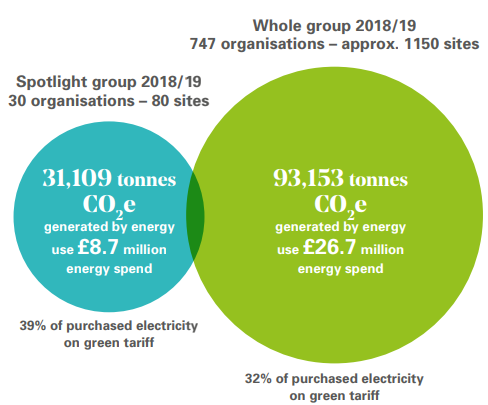 Whole group 2018/19
747 organisations – approx. 1150 sites
Spotlight group 2018/19
30 organisations – 80 sites
31,109 tonnes
CO₂e
generated by energy
use £8.7 million
energy spend
93,153 tonnes
CO₂e
generated by energy
use £26.7 million
energy spend
39% of purchased electricity
on green tariff
32% of purchased electricity
on green tariff